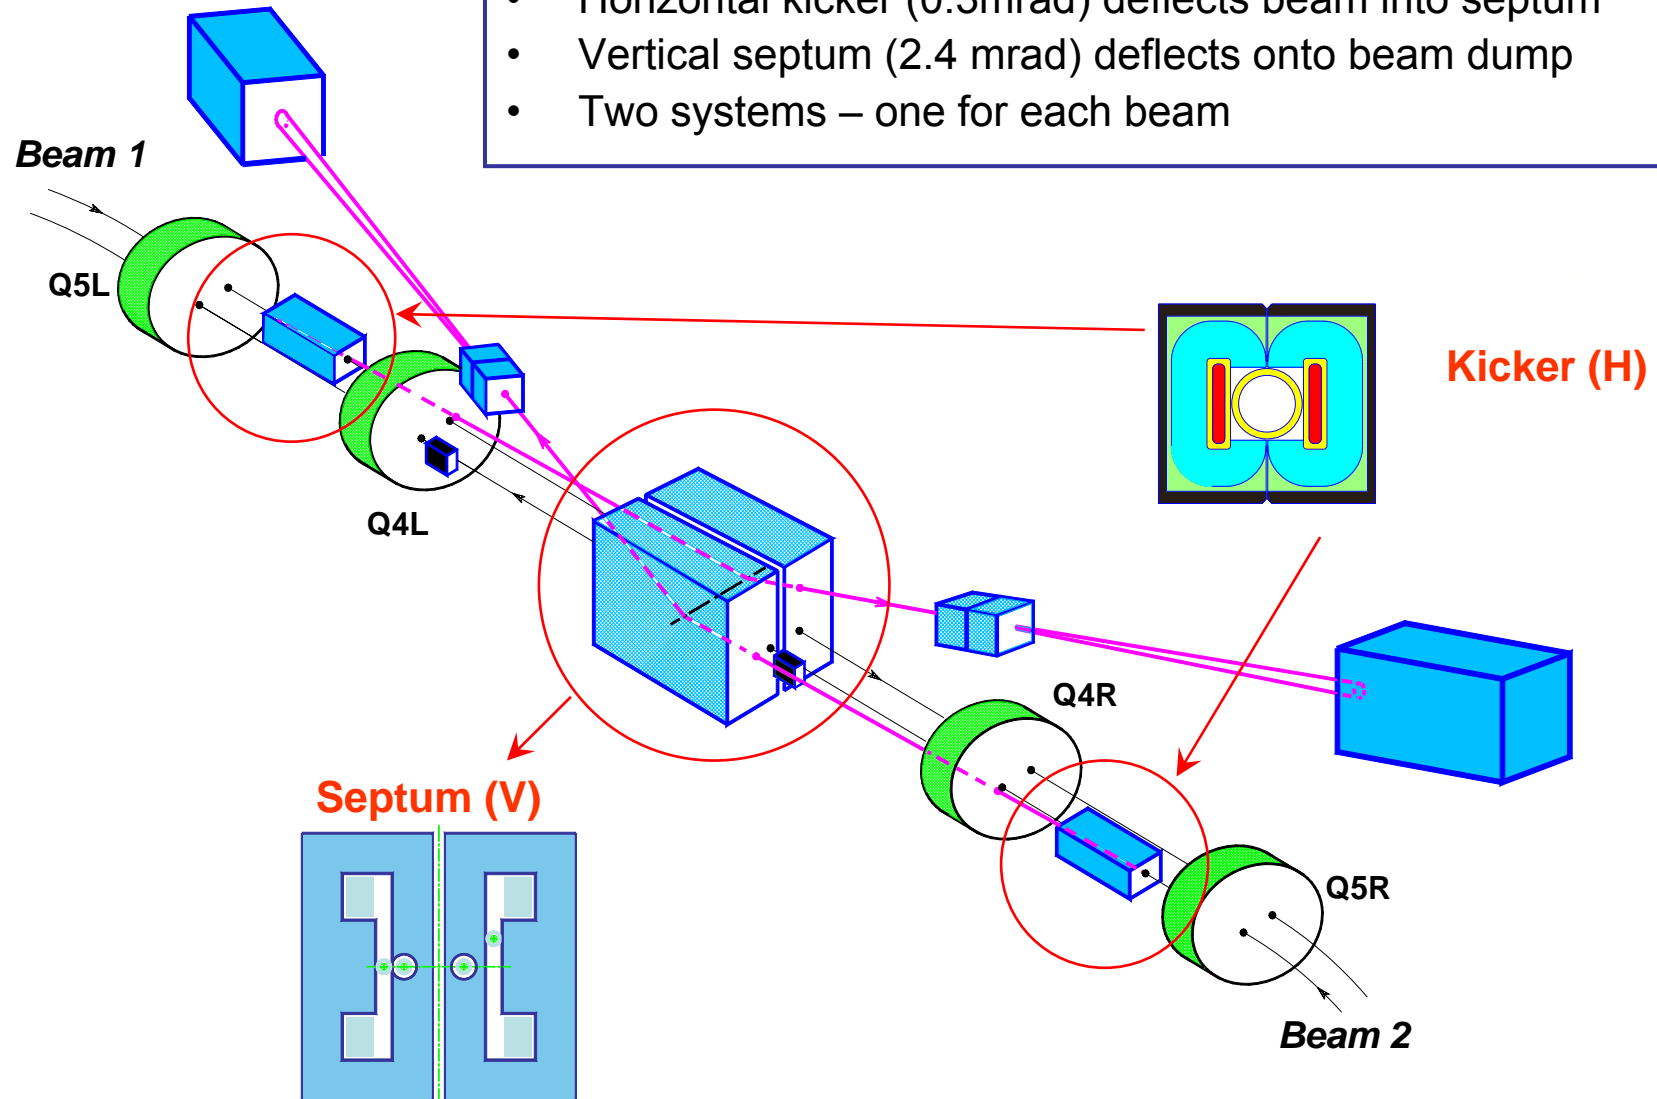 • Horizontal kicker (0.3mrad) deflects beam into septum
• Vertical septum (2.4 mrad) deflects onto beam dump
• Two systems – one for each beam
Beam 1
Q5L
Kicker (H)
Q4L
Q4R
Septum (V)
Q5R
Beam 2